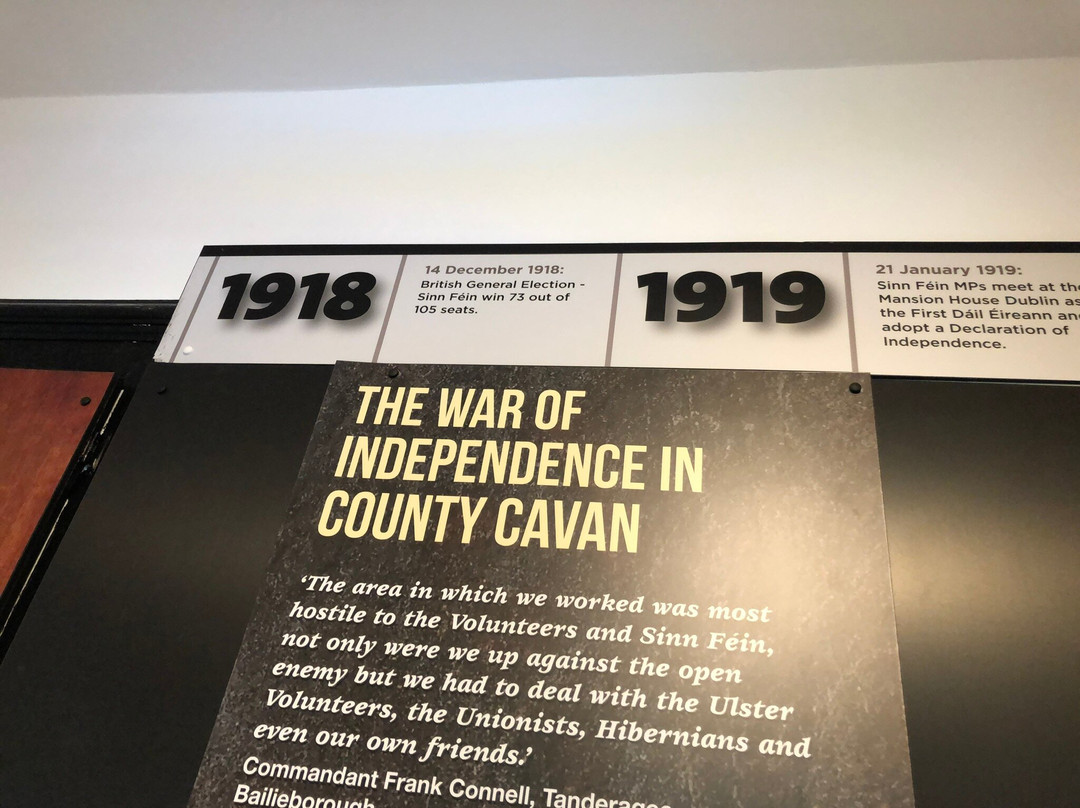 1918
14 December 1918:
British General Election -
Sinn Féin win 73 out of
105 seats.
1919
21 January 1919:
Sinn Féin MPs meet at the
Mansion House Dublin as
the First Dáil Éireann and
adopt a Declaration of
Independence.
THE WAR OF
INDEPENDENCE IN
COUNTY CAVAN
‘The area in which we worked was most
hostile to the Volunteers and Sinn Féin,
not only were we up against the open
enemy but we had to deal with the Ulster
Volunteers, the Unionists, Hibernians and
even our own friends.’
Commandant Frank Connell,
Bailieborough